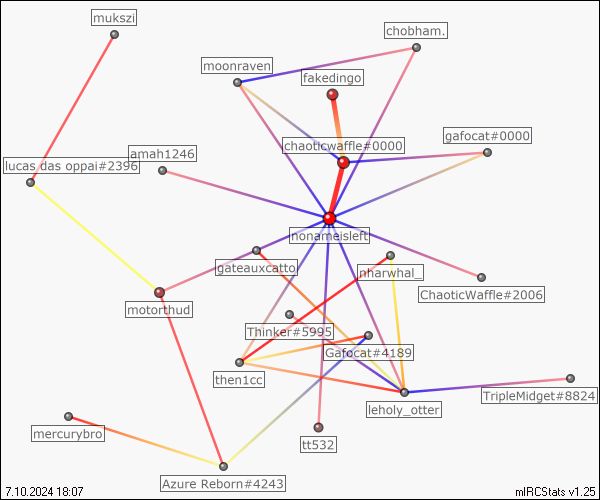 mukszi
chobham.
moonraven
fakedingo
gafocat#0000
chaoticwaffle#0000
amah1246
lucas das oppai#2396
nonameisleft
gateauxcatto
nharwhal_
ChaoticWaffle#2006
motorthud
Thinker#5995
Gafocat#4189
then1cc
TripleMidget#8824
leholy_otter
mercurybro
tt532
Azure Reborn#4243
7.10.2024 18:07
mIRCStats v1.25